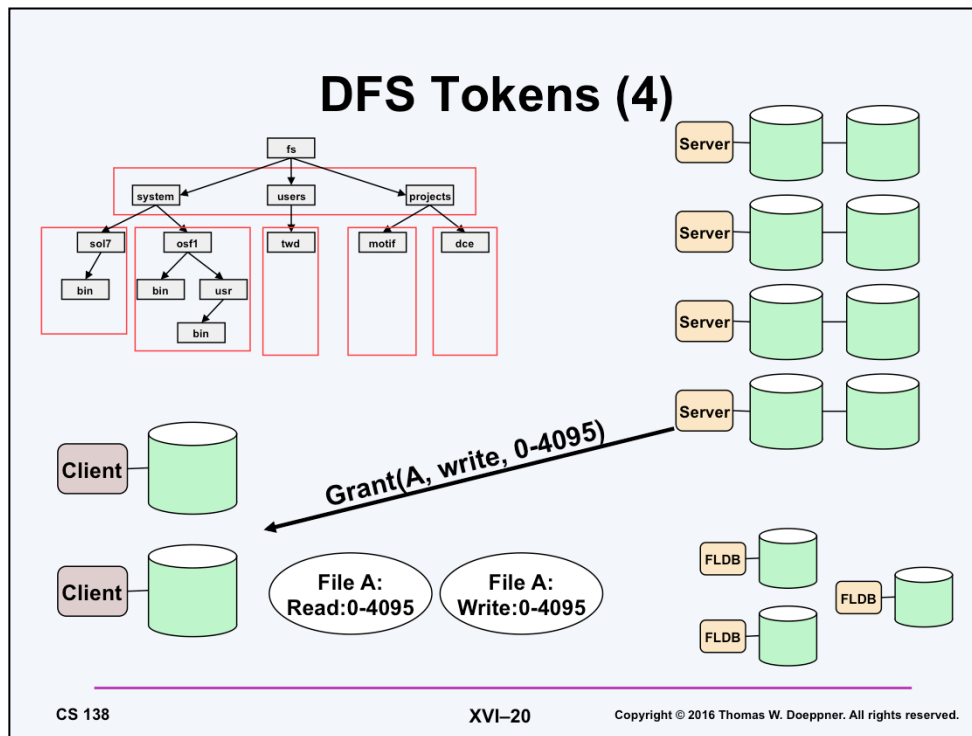 DFS Tokens (4)
fs
system
users
projects
sol7
osf1
twd
motif
dce
bin
bin
usr
bin
Server
Server
Server
Server
Grant(A, write, 0-4095)
Client
Client
File A:
Read:0-4095
File A:
Write:0-4095
FLDB
FLDB
FLDB
CS 138
XVI–20
Copyright © 2016 Thomas W. Doeppner. All rights reserved.